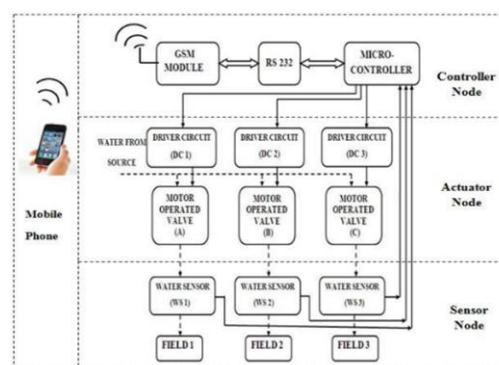 GSM
MODULE
RS 232
MICRO-
CONTROLLER
Controller
Node
WATER FROM
SOURCE
DRIVER CIRCUIT
(DC 1)
DRIVER CIRCUIT
(DC 2)
DRIVER CIRCUIT
(DC 3)
Actuator
Node
MOTOR
OPERATED
VALVE
(A)
MOTOR
OPERATED
VALVE
(B)
MOTOR
OPERATED
VALVE
(C)
Mobile
Phone
WATER SENSOR
(WS 1)
WATER SENSOR
(WS 2)
WATER SENSOR
(WS 3)
Sensor
Node
FIELD 1
FIELD 2
FIELD 3